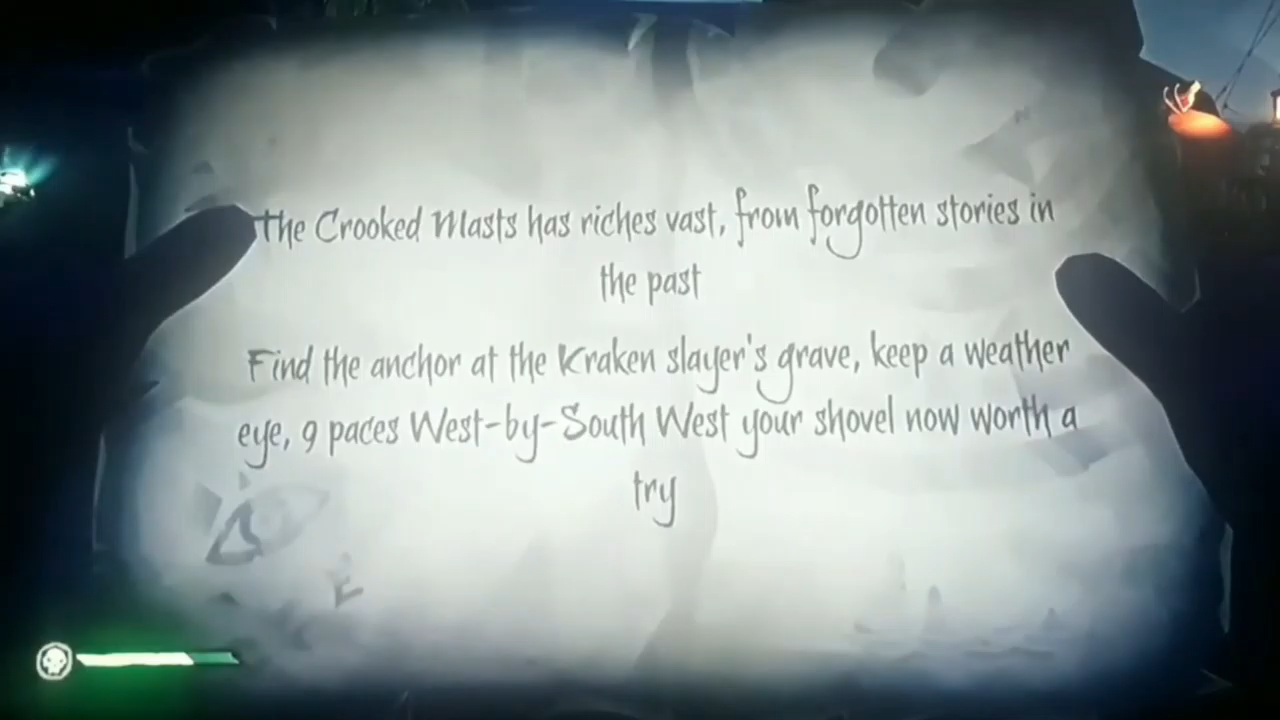 The Crooked Masts has riches vast, from forgotten stories in
the past
Find the anchor at the Kraken slayer's grave, keep a weather
eye, 9 paces West-by-South West your shovel now worth a
try